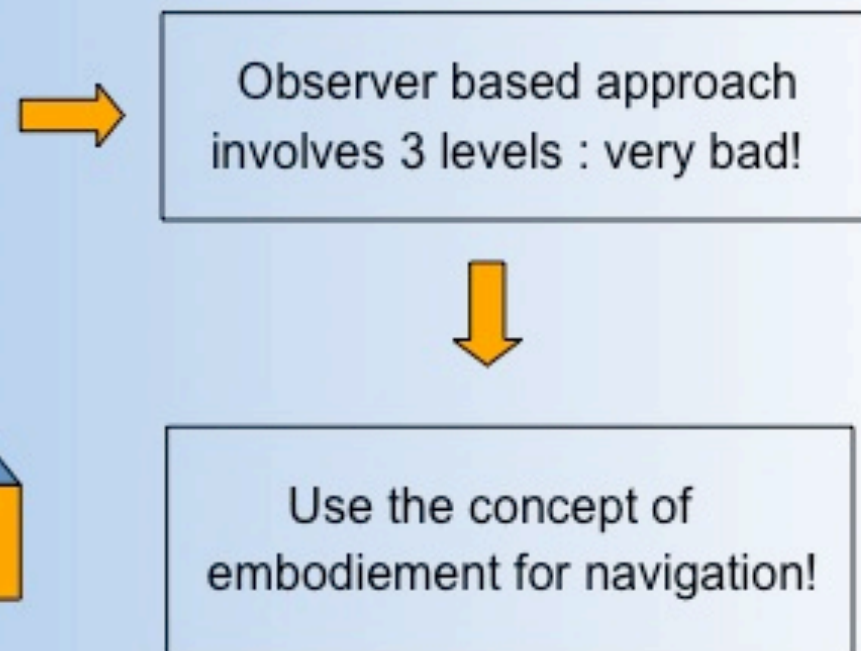 Observer based approach
involves 3 levels : very bad!
Use the concept of
embodiement for navigation!